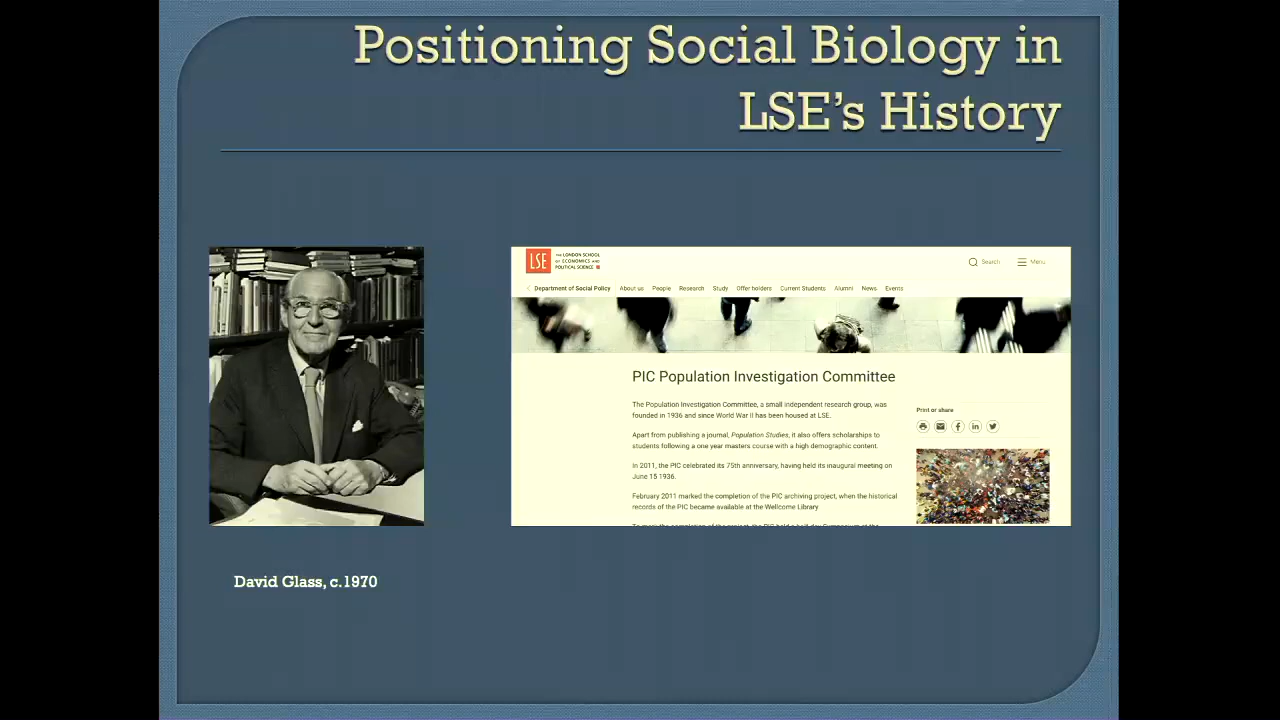 Positioning Social Biology in
LSE's History
LSE
THE LONDON SCHOOL
OF ECONOMICS AND
POLITICAL SCIENCE
Search
Menu
Department of Social Policy About us People Research Study Offer holders Current Students Alumni News Events
PIC Population Investigation Committee
The Population Investigation Committee, a small independent research group, was
founded in 1936 and since World War II has been housed at LSE.
Apart from publishing a journal, Population Studies, it also offers scholarships to
students following a one year masters course with a high demographic content.
In 2011, the PIC celebrated its 75th anniversary, having held its inaugural meeting on
June 15 1936.
February 2011 marked the completion of the PIC archiving project, when the historical
records of the PIC became available at the Wellcome Library
Print or share
David Glass, c.1970